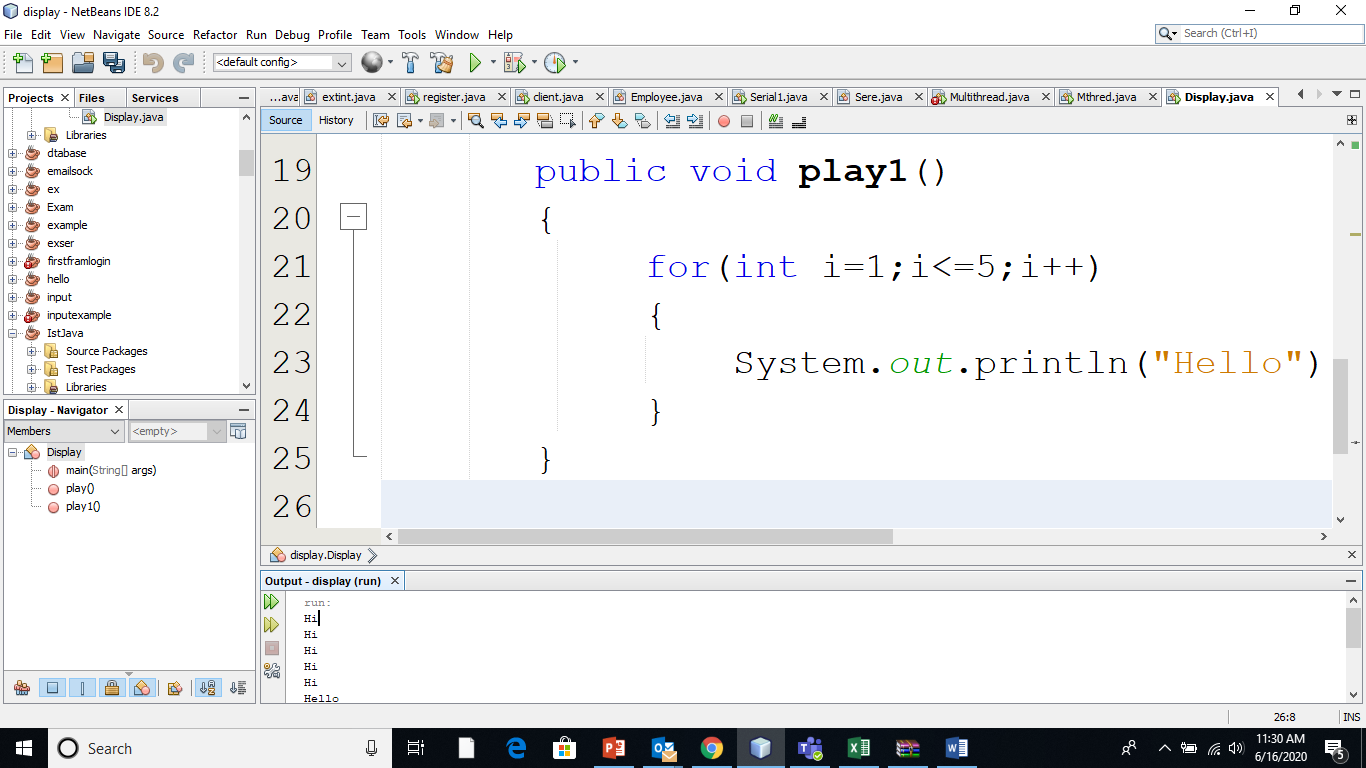 display - NetBeans IDE 8.2
File Edit View Navigate Source Refactor Run Debug Profile Team Tools Window Help
Search (Ctrl+I)
<default config>
Projects Files Services
...ava extint.java register.java client.java Employee.java Serial1.java Sere.java Multithread.java Mthred.java Display.java
Source History
Display.java
Libraries
dtabase
emailsock
ex
Exam
example
exser
firstframlogin
hello
input
inputexample
IstJava
Source Packages
Test Packages
Libraries
19 public void play1()
20 {
21 for(int i=1;i<=5;i++)
22 {
23 System.out.println("Hello")
24 }
25 }
26
Display - Navigator
Members <empty>
Display
main(String[] args)
play()
play1()
display.Display
Output - display (run)
run:
Hi
Hi
Hi
Hi
Hi
Hello
26:8 INS
Search
11:30 AM
6/16/2020
5